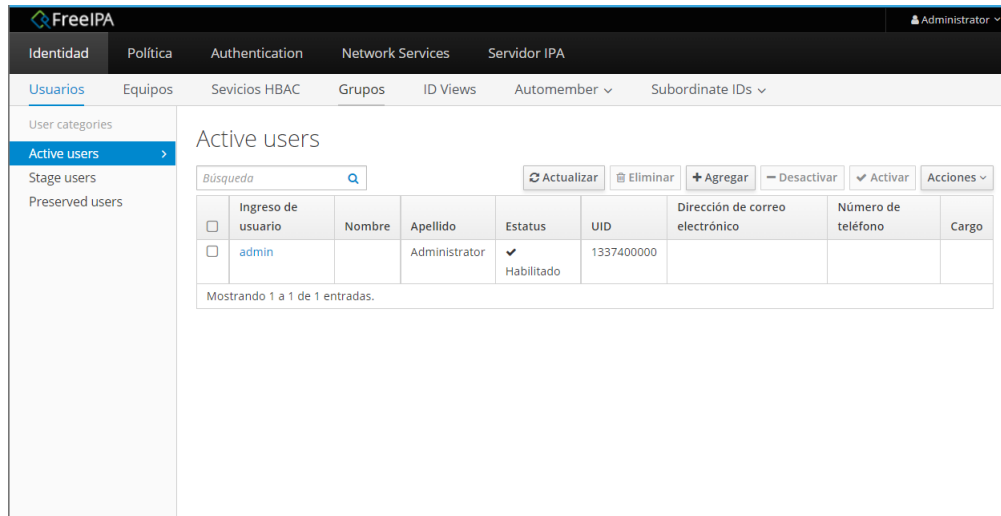 FreeIPA
Administrator
Identidad Política Authentication Network Services Servidor IPA
Usuarios Equipos Sevicios HBAC Grupos ID Views Automember Subordinate IDs
User categories
Active users
Stage users
Preserved users
Active users
Búsqueda
Actualizar Eliminar Agregar Desactivar Activar Acciones
Ingreso de usuario Nombre Apellido Estatus UID Dirección de correo electrónico Número de teléfono Cargo
admin Administrator Habilitado 1337400000
Mostrando 1 a 1 de 1 entradas.